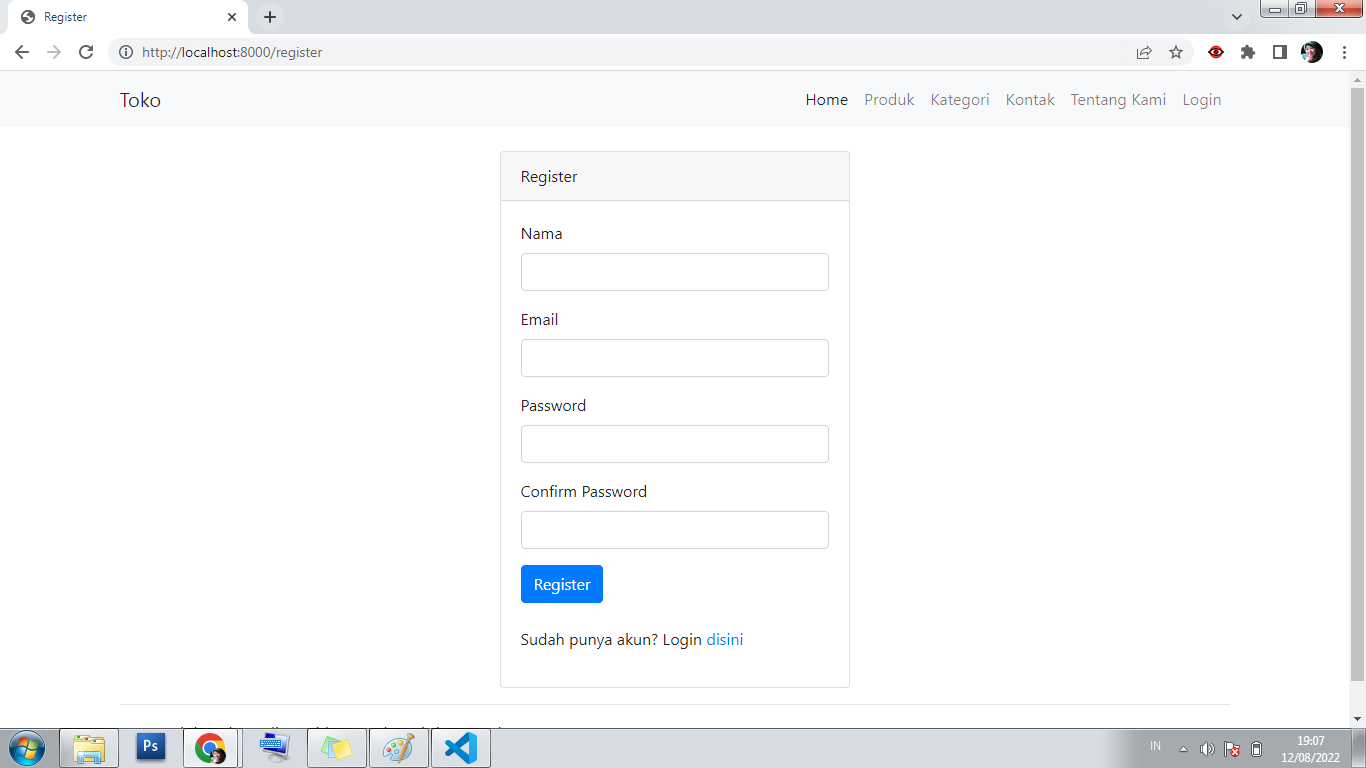 Register
http://localhost:8000/register
Toko
Home Produk Kategori Kontak Tentang Kami Login
Register
Nama
Email
Password
Confirm Password
Register
Sudah punya akun? Login disini
Ps
IN
19:07
12/08/2022